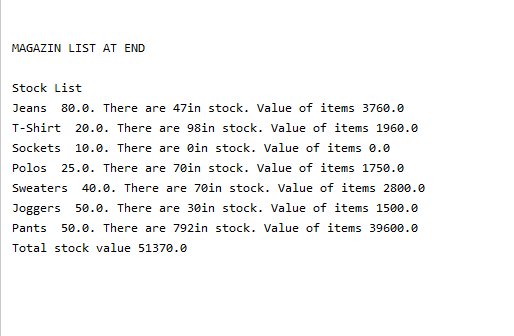 MAGAZIN LIST AT END
Stock List
Jeans  80.0. There are 47in stock. Value of items 3760.0
T-Shirt  20.0. There are 98in stock. Value of items 1960.0
Sockets  10.0. There are 0in stock. Value of items 0.0
Polos  25.0. There are 70in stock. Value of items 1750.0
Sweaters  40.0. There are 70in stock. Value of items 2800.0
Joggers  50.0. There are 30in stock. Value of items 1500.0
Pants  50.0. There are 792in stock. Value of items 39600.0
Total stock value 51370.0